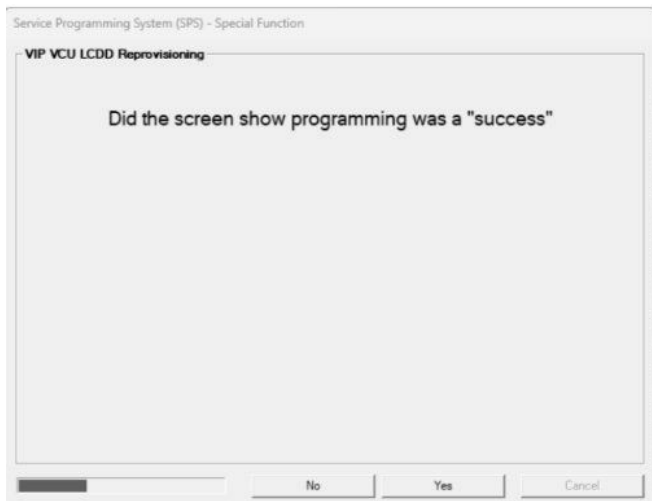 Service Programming System (SPS) - Special Function
VIP VCU LCDD Reprovisioning
Did the screen show programming was a "success"
No
Yes
Cancel